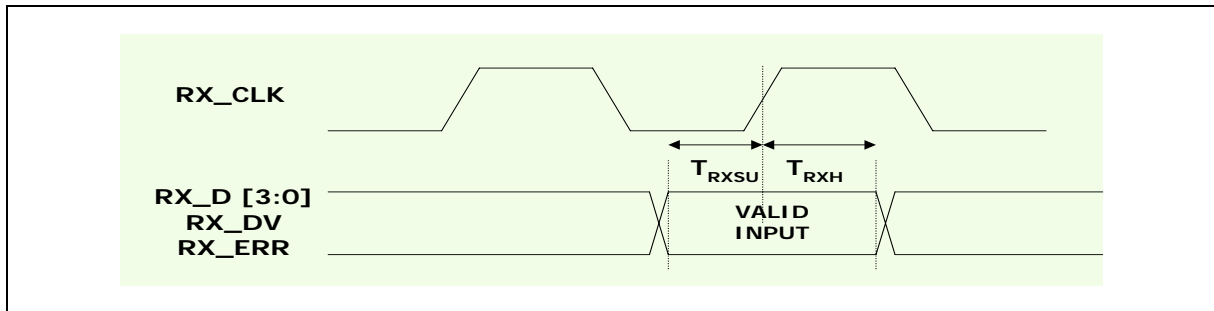 RX_CLK
T_RXSU T_RXH
RX_D [3:0]
RX_DV
RX_ERR
VALID
INPUT